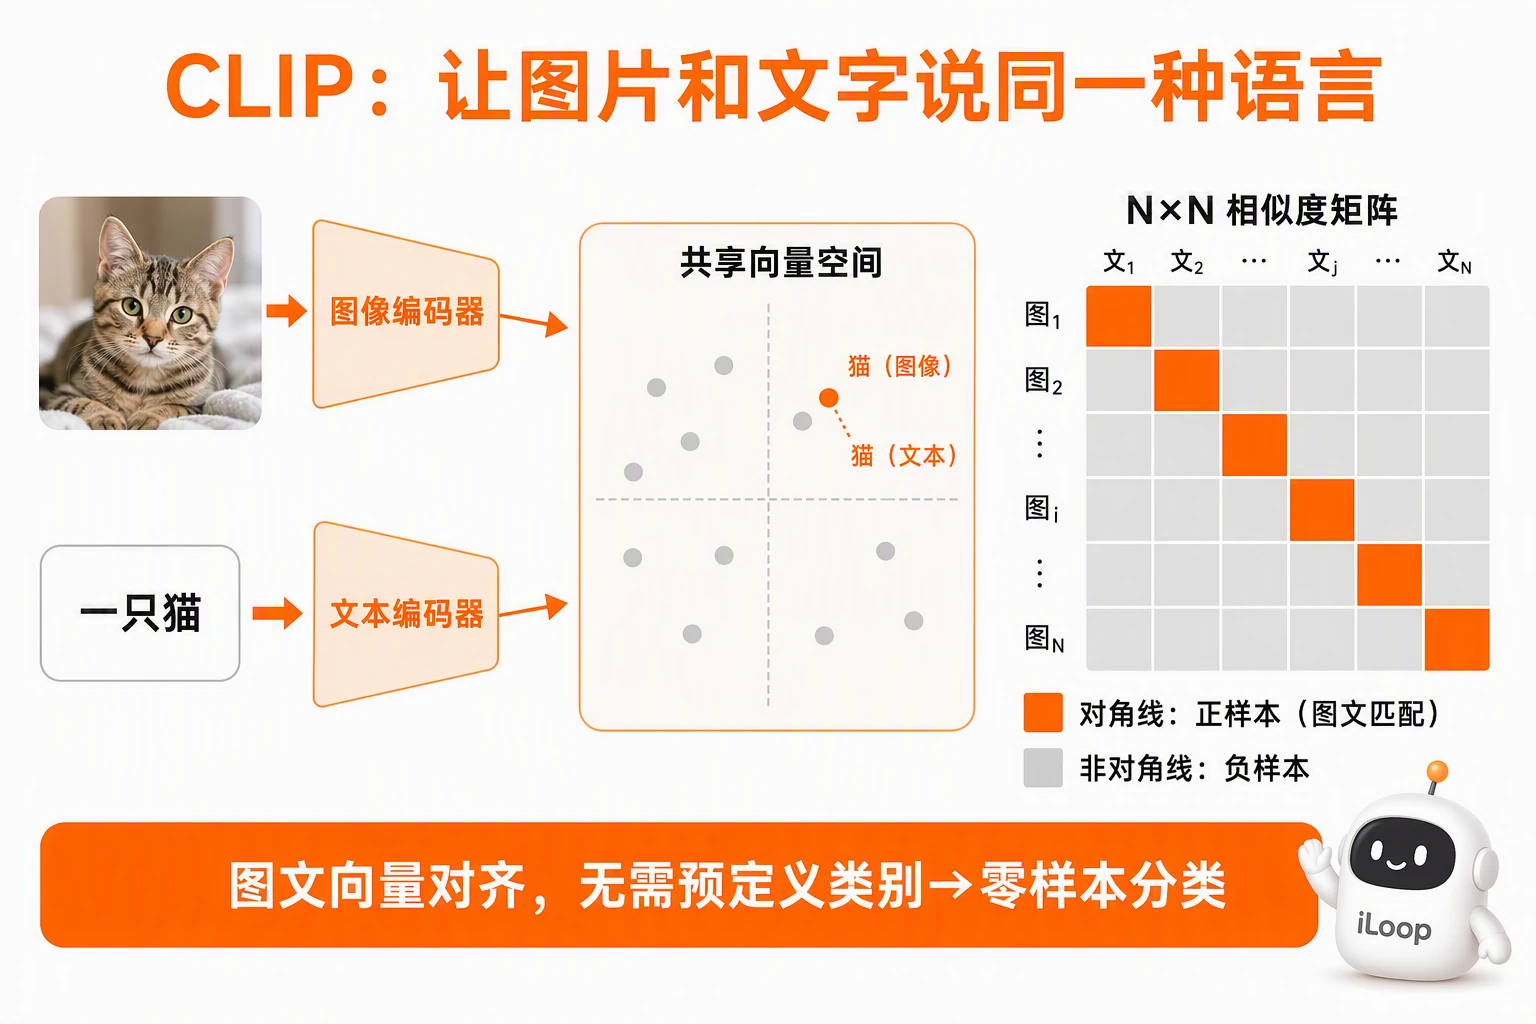 CLIP：让图片和文字说同一种语言
图像编码器
一只猫
文本编码器
共享向量空间
猫（图像）
猫（文本）
N×N 相似度矩阵
文1 文2 ··· 文j ··· 文N
图1
图2
⋮
图i
⋮
图N
对角线：正样本（图文匹配）
非对角线：负样本
图文向量对齐，无需预定义类别→零样本分类
iLoop